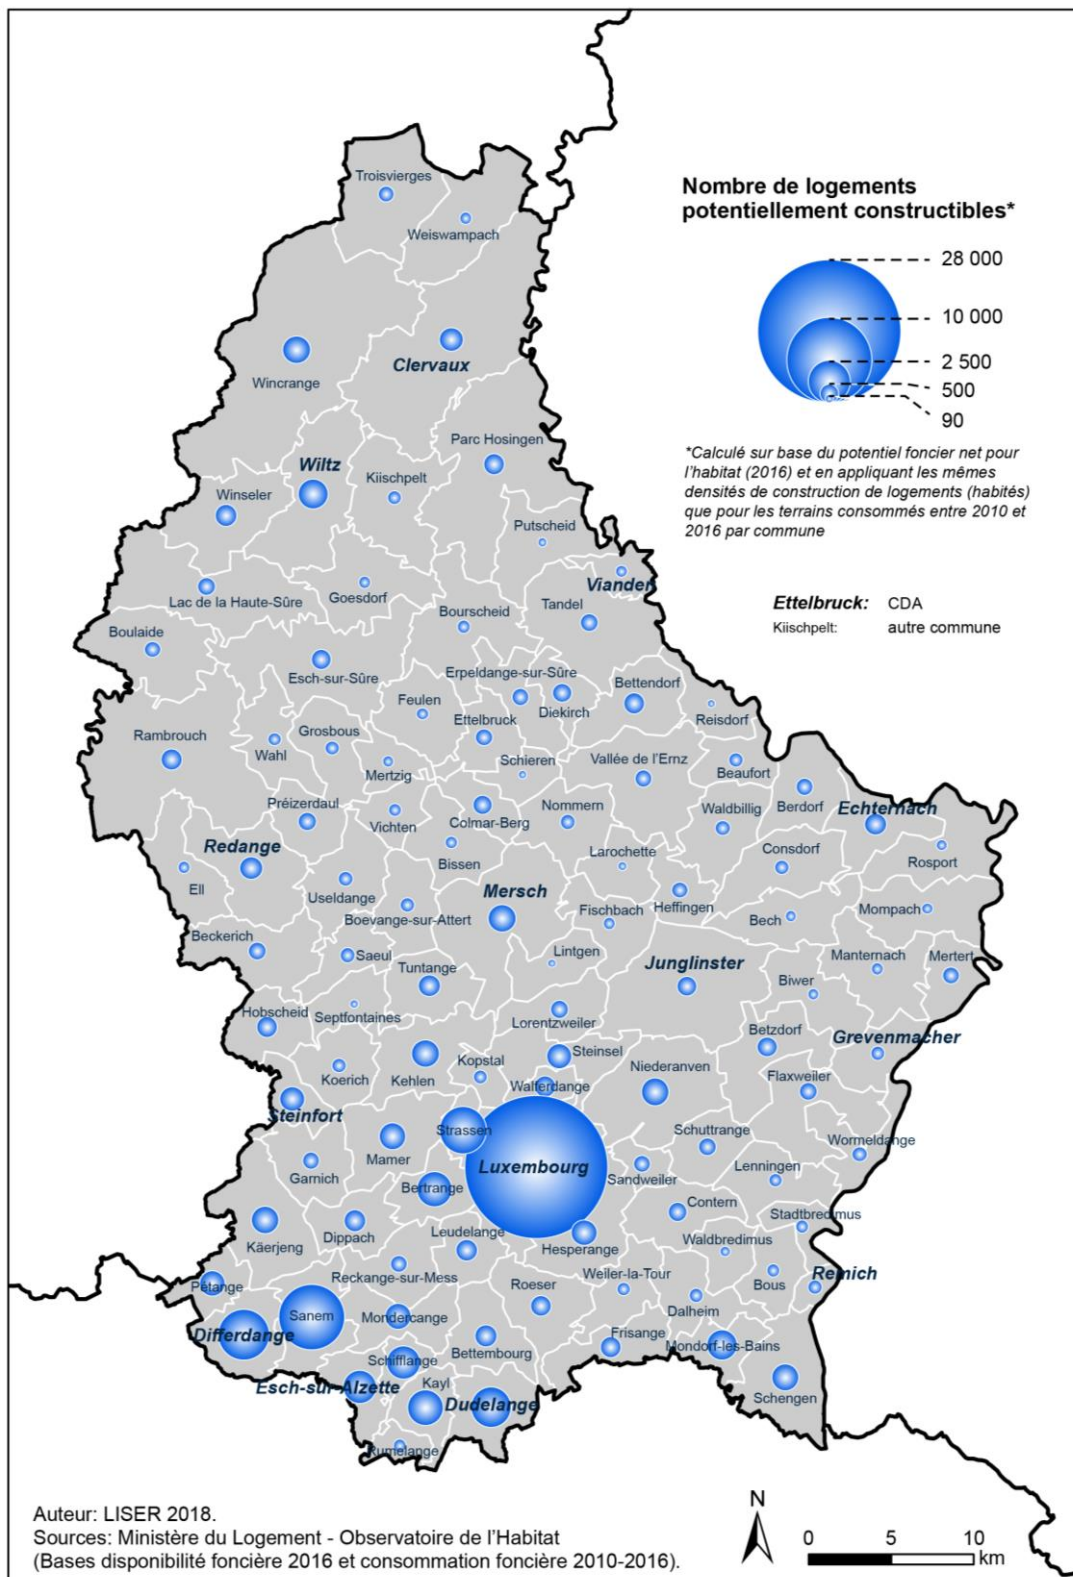 Nombre de logements
potentiellement constructibles*
28 000
10 000
2 500
500
90
*Calculé sur base du potentiel foncier net pour
l'habitat (2016) et en appliquant les mêmes
densités de construction de logements (habités)
que pour les terrains consommés entre 2010 et
2016 par commune
Ettelbruck: CDA
Kiischpelt: autre commune
Troisvierges
Weiswampach
Clervaux
Wincrange
Parc Hosingen
Wiltz
Kiischpelt
Winseler
Putscheid
Vianden
Lac de la Haute-Sûre
Goesdorf
Bourscheid
Tandel
Boulaide
Esch-sur-Sûre
Erpeldange-sur-Sûre
Bettendorf
Feulen
Diekirch
Reisdorf
Rambrouch
Wahl
Grosbous
Ettelbruck
Mertzig
Schieren
Vallée de l'Ernz
Beaufort
Préizerdaul
Vichten
Colmar-Berg
Nommern
Waldbillig
Berdorf
Echternach
Redange
Bissen
Larochette
Consdorf
Rosport
Ell
Useldange
Boevange-sur-Attert
Mersch
Fischbach
Heffingen
Bech
Mompach
Beckerich
Saeul
Tuntange
Lintgen
Junglinster
Manternach
Mertert
Biwer
Hobscheid
Septfontaines
Lorentzweiler
Betzdorf
Grevenmacher
Koerich
Kehlen
Kopstal
Steinsel
Walferdange
Niederanven
Flaxweiler
Steinfort
Mamer
Strassen
Luxembourg
Schuttrange
Wormeldange
Garnich
Bertrange
Sandweiler
Lenningen
Contern
Stadtbredimus
Käerjeng
Dippach
Leudelange
Hesperange
Waldbredimus
Reckange-sur-Mess
Roeser
Weiler-la-Tour
Bous
Remich
Pétange
Dalheim
Differdange
Sanem
Mondercange
Bettembourg
Frisange
Mondorf-les-Bains
Schifflange
Esch-sur-Alzette
Kayl
Dudelange
Schengen
Rumelange
Auteur: LISER 2018.
Sources: Ministère du Logement - Observatoire de l'Habitat
(Bases disponibilité foncière 2016 et consommation foncière 2010-2016).
N
0 5 10
km